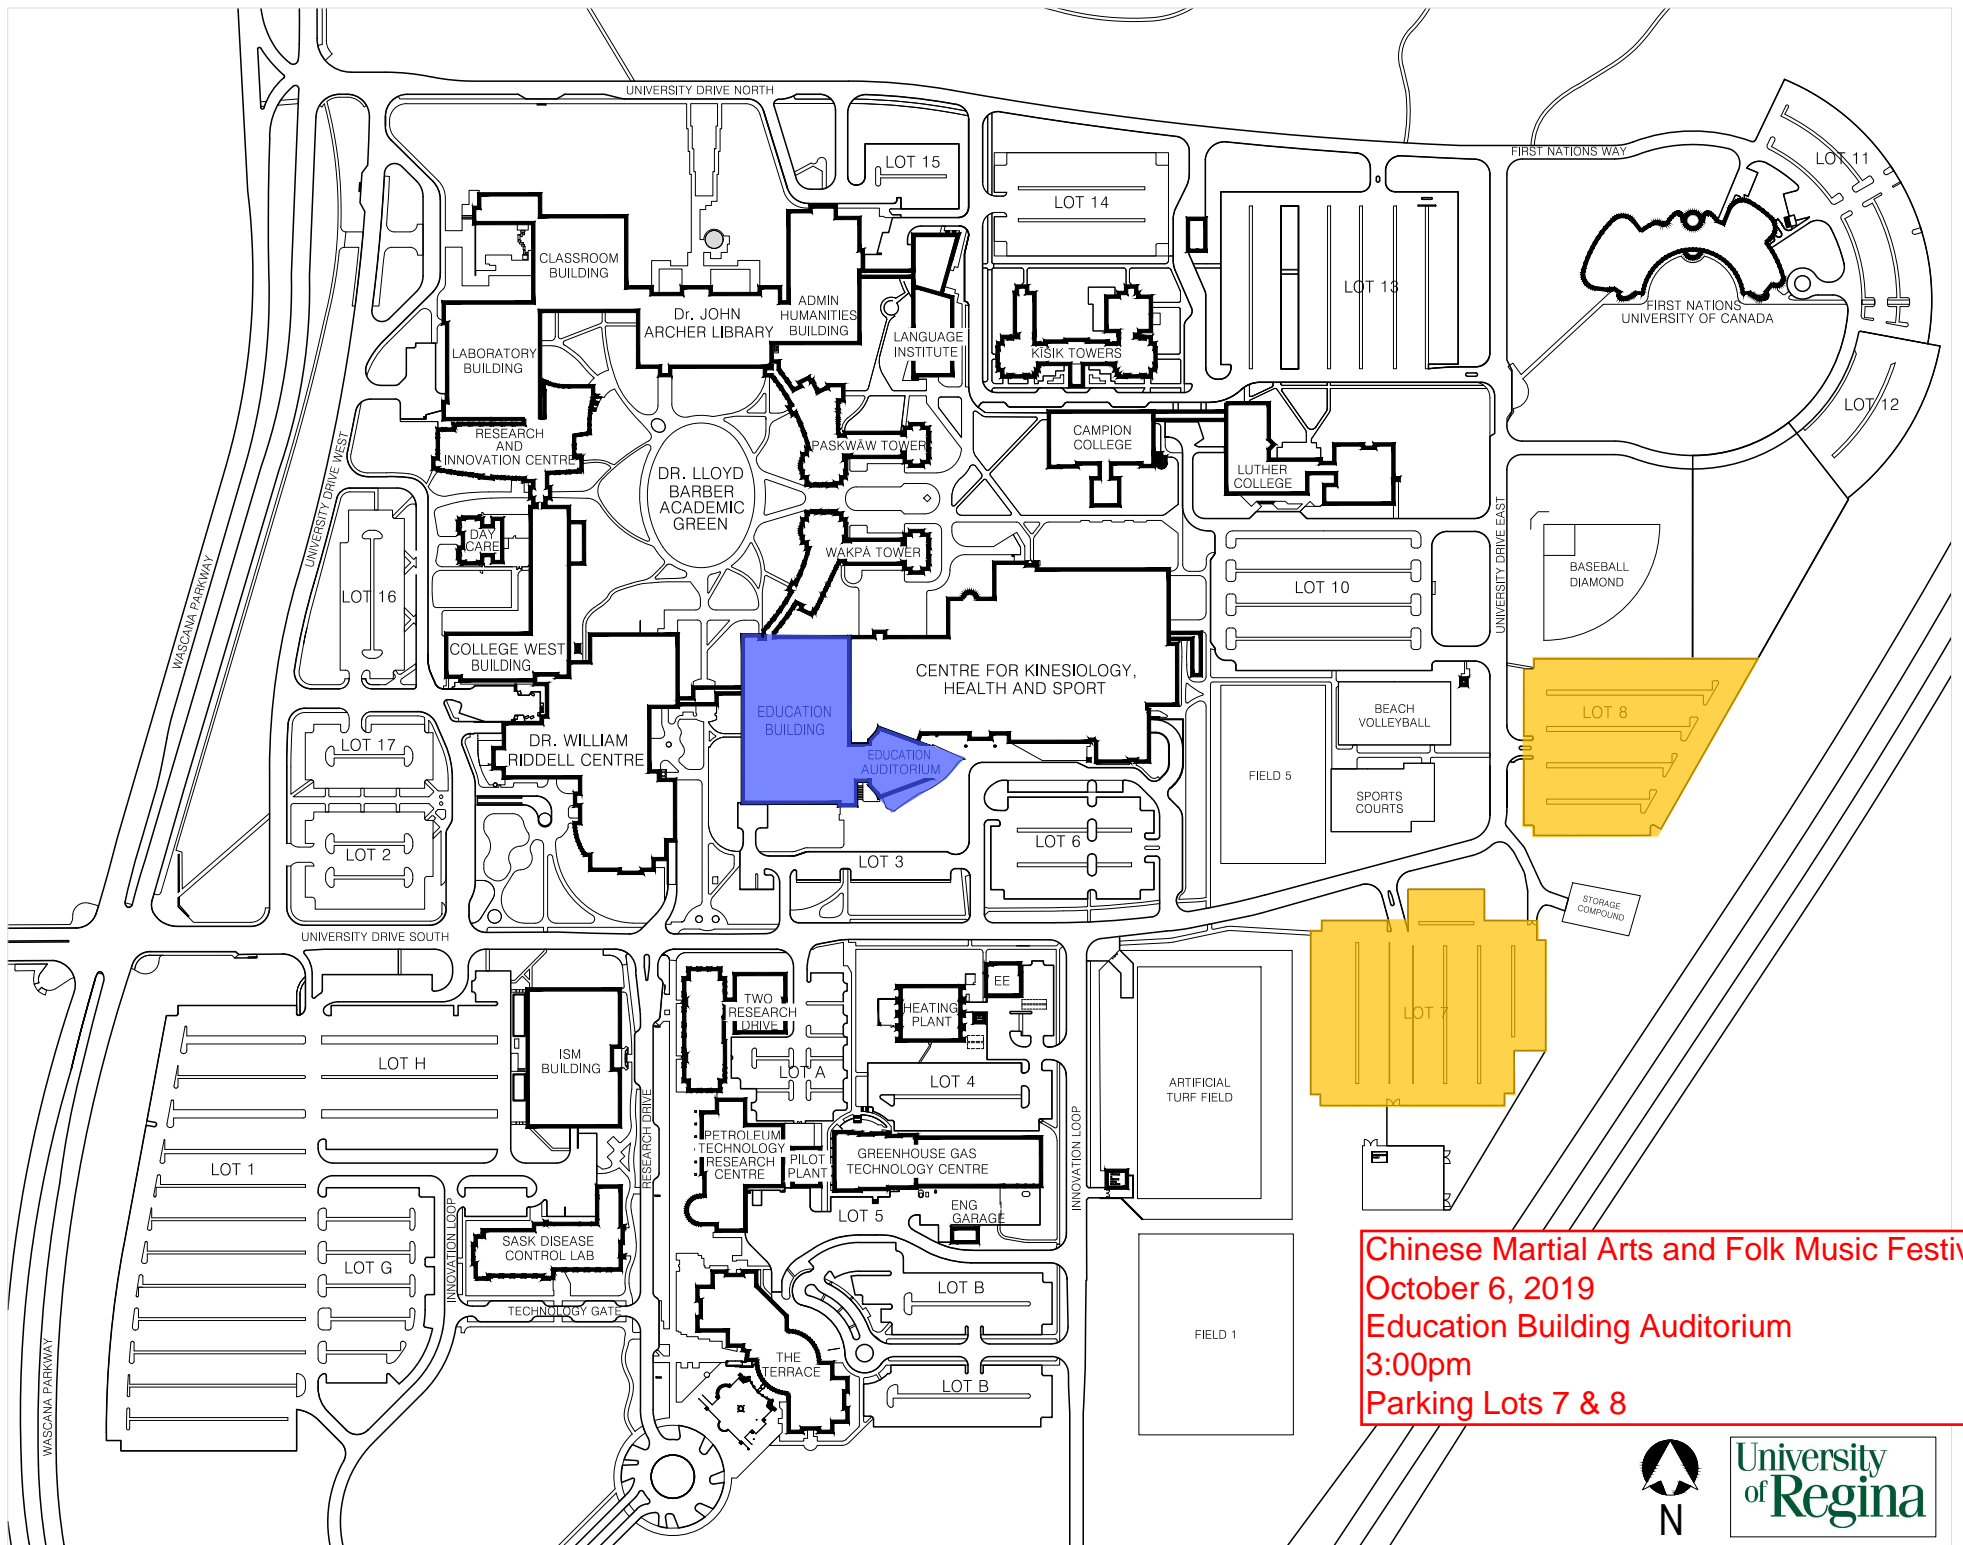 UNIVERSITY DRIVE NORTH
FIRST NATIONS WAY
LOT 15
LOT 11
LOT 14
CLASSROOM
BUILDING
LOT 13
ADMIN
HUMANITIES
BUILDING
Dr. JOHN
ARCHER LIBRARY
FIRST NATIONS
UNIVERSITY OF CANADA
LANGUAGE
INSTITUTE
KĪSIK TOWERS
LABORATORY
BUILDING
LOT 12
RESEARCH
AND
INNOVATION CENTRE
PASKWĀW TOWER
CAMPION
COLLEGE
LUTHER
COLLEGE
DR. LLOYD
BARBER
ACADEMIC
GREEN
UNIVERSITY DRIVE WEST
UNIVERSITY DRIVE EAST
DAY
CARE
WAKPĀ TOWER
WASCANA PARKWAY
LOT 16
LOT 10
BASEBALL
DIAMOND
COLLEGE WEST
BUILDING
CENTRE FOR KINESIOLOGY,
HEALTH AND SPORT
EDUCATION
BUILDING
BEACH
VOLLEYBALL
LOT 8
LOT 17
DR. WILLIAM
RIDDELL CENTRE
EDUCATION
AUDITORIUM
FIELD 5
SPORTS
COURTS
LOT 2
LOT 3
LOT 6
STORAGE
COMPOUND
UNIVERSITY DRIVE SOUTH
TWO
RESEARCH
DRIVE
HEATING
PLANT
EE
LOT 7
LOT H
ISM
BUILDING
LOT A
LOT 4
ARTIFICIAL
TURF FIELD
RESEARCH DRIVE
INNOVATION LOOP
PETROLEUM
TECHNOLOGY
RESEARCH
CENTRE
PILOT
PLANT
GREENHOUSE GAS
TECHNOLOGY CENTRE
LOT 1
LOT 5
ENG
GARAGE
INNOVATION LOOP
SASK DISEASE
CONTROL LAB
LOT G
LOT B
TECHNOLOGY GATE
FIELD 1
THE
TERRACE
LOT B
WASCANA PARKWAY
Chinese Martial Arts and Folk Music Festiv
October 6, 2019
Education Building Auditorium
3:00pm
Parking Lots 7 & 8
N
University
of Regina